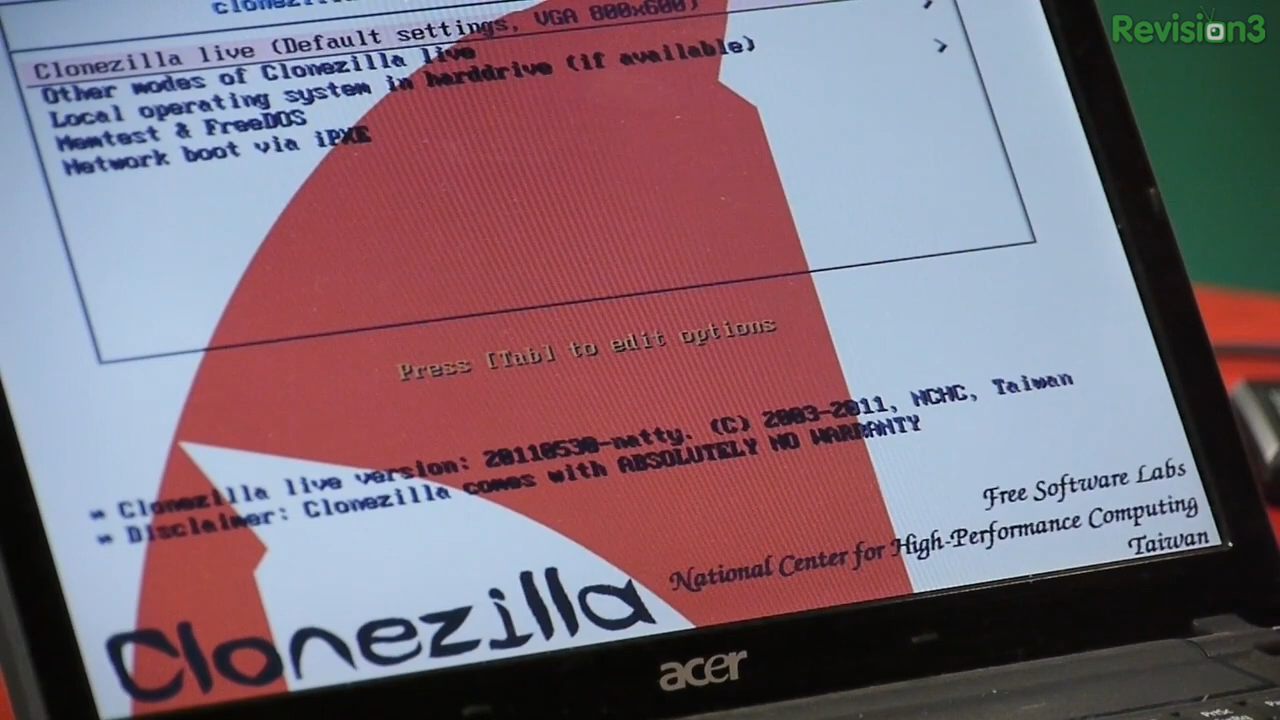 Revision3
Clonezilla live (Default settings, VGA 800x600)
Other modes of Clonezilla live
Local operating system in harddrive (if available)
Memtest & FreeDOS
Network boot via iPXE
Press [Tab] to edit options
* Clonezilla live version: 20110530-natty. (C) 2003-2011, NCHC, Taiwan
* Disclaimer: Clonezilla comes with ABSOLUTELY NO WARRANTY
Free Software Labs
National Center for High-Performance Computing
Taiwan
Clonezilla
acer